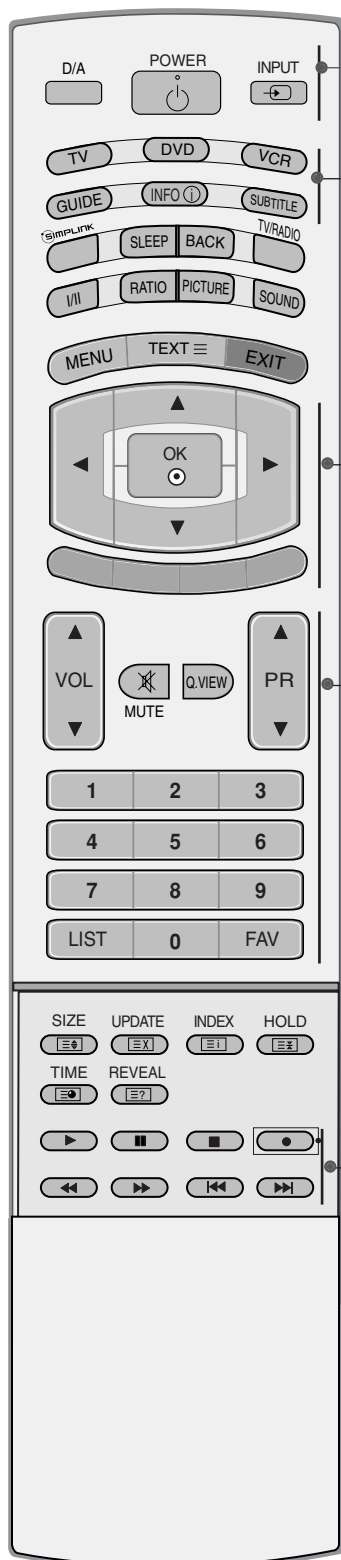 D/A POWER INPUT
TV DVD VCR
GUIDE INFO ⓘ SUBTITLE
SIMPLINK SLEEP BACK TV/RADIO
I/II RATIO PICTURE SOUND
MENU TEXT EXIT
OK
VOL MUTE Q.VIEW PR
1 2 3
4 5 6
7 8 9
LIST 0 FAV
SIZE UPDATE INDEX HOLD
X i
TIME REVEAL
?